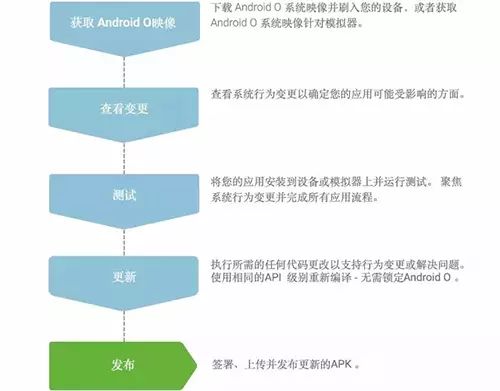 获取 Android O映像
下载 Android O 系统映像并刷入您的设备、或者获取
Android O 系统映像针对模拟器。
查看变更
查看系统行为变更以确定您的应用可能受影响的方面。
测试
将您的应用安装到设备或模拟器上并运行测试。 聚焦
系统行为变更并完成所有应用流程。
更新
执行所需的任何代码更改以支持行为变更或解决问题。
使用相同的API 级别重新编译 - 无需锁定Android O 。
发布
签署、上传并发布更新的APK 。